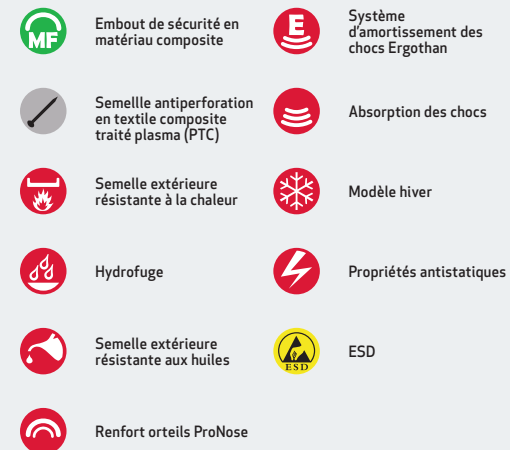 MF
Embout de sécurité en
matériau composite
Semellle antiperforation
en textile composite
traité plasma (PTC)
Semelle extérieure
résistante à la chaleur
Hydrofuge
Semelle extérieure
résistante aux huiles
Renfort orteils ProNose
E
Système
d'amortissement des
chocs Ergothan
Absorption des chocs
Modèle hiver
Propriétés antistatiques
ESD
ESD